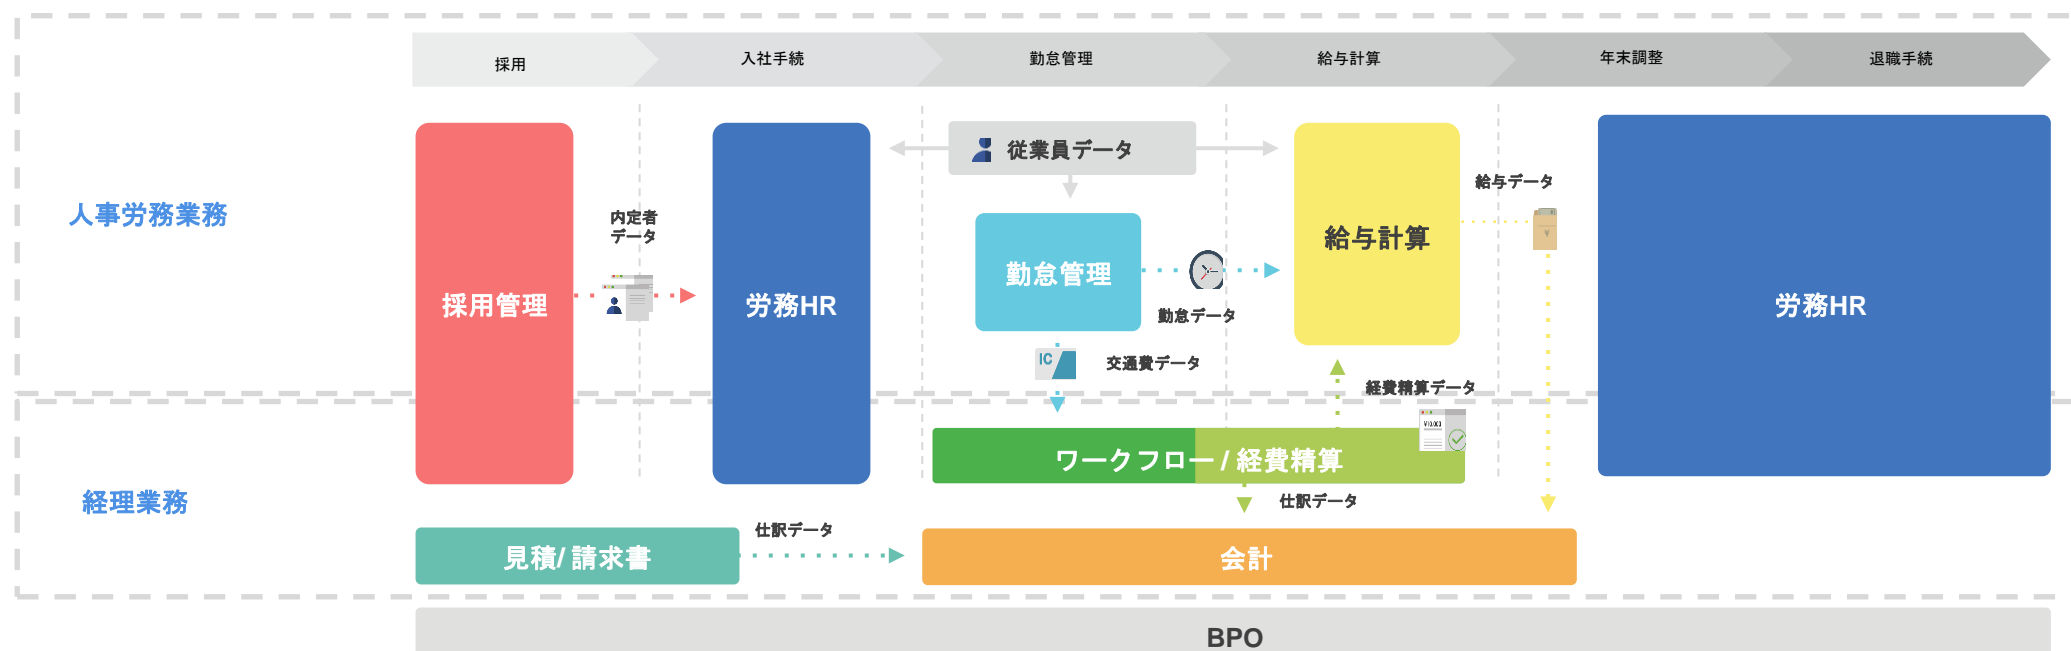 採用
入社手続
勤怠管理
給与計算
年末調整
退職手続
人事労務業務
従業員データ
給与データ
内定者
データ
採用管理
労務HR
勤怠管理
給与計算
労務HR
勤怠データ
IC
交通費データ
経費精算データ
¥10,000
経理業務
ワークフロー / 経費精算
仕訳データ
見積/ 請求書
仕訳データ
会計
BPO